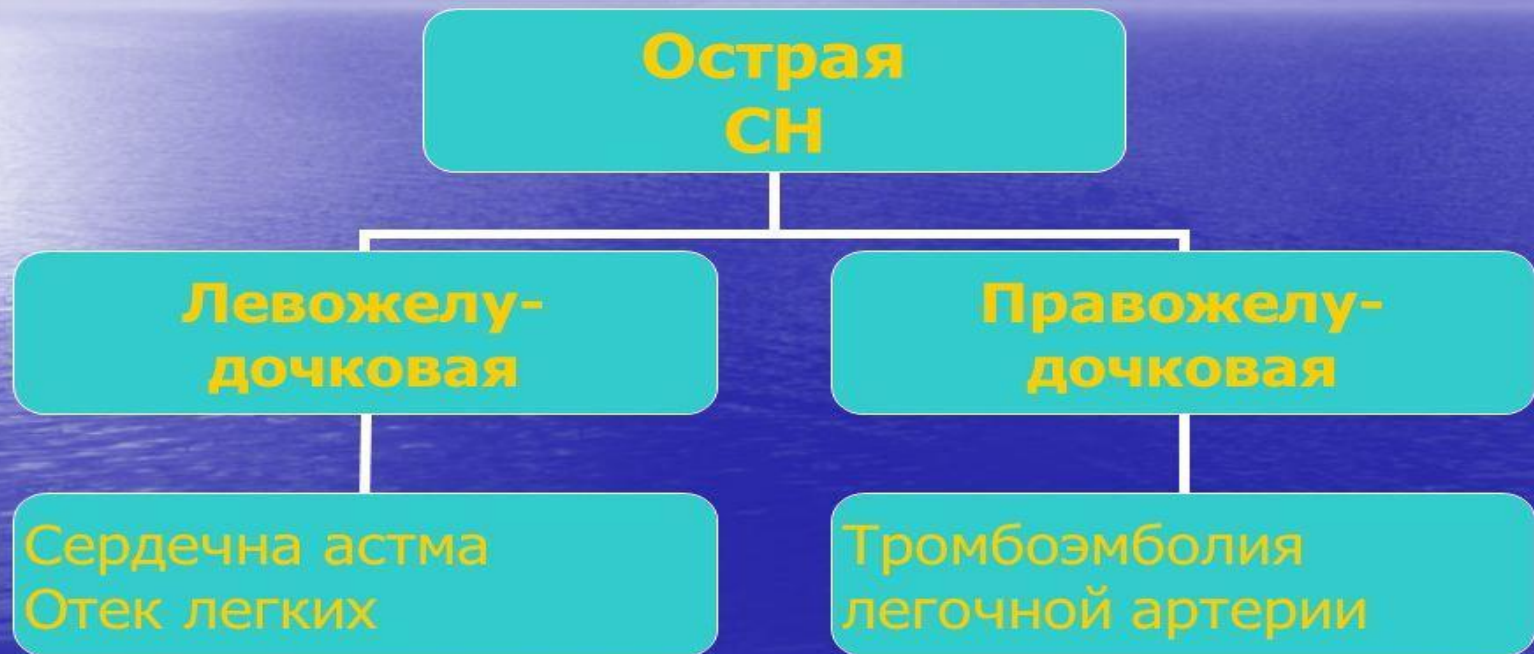 Острая
СН
Левожелу-
дочковая
Правожелу-
дочковая
Сердечна астма
Отек легких
Тромбоэмболия
легочной артерии